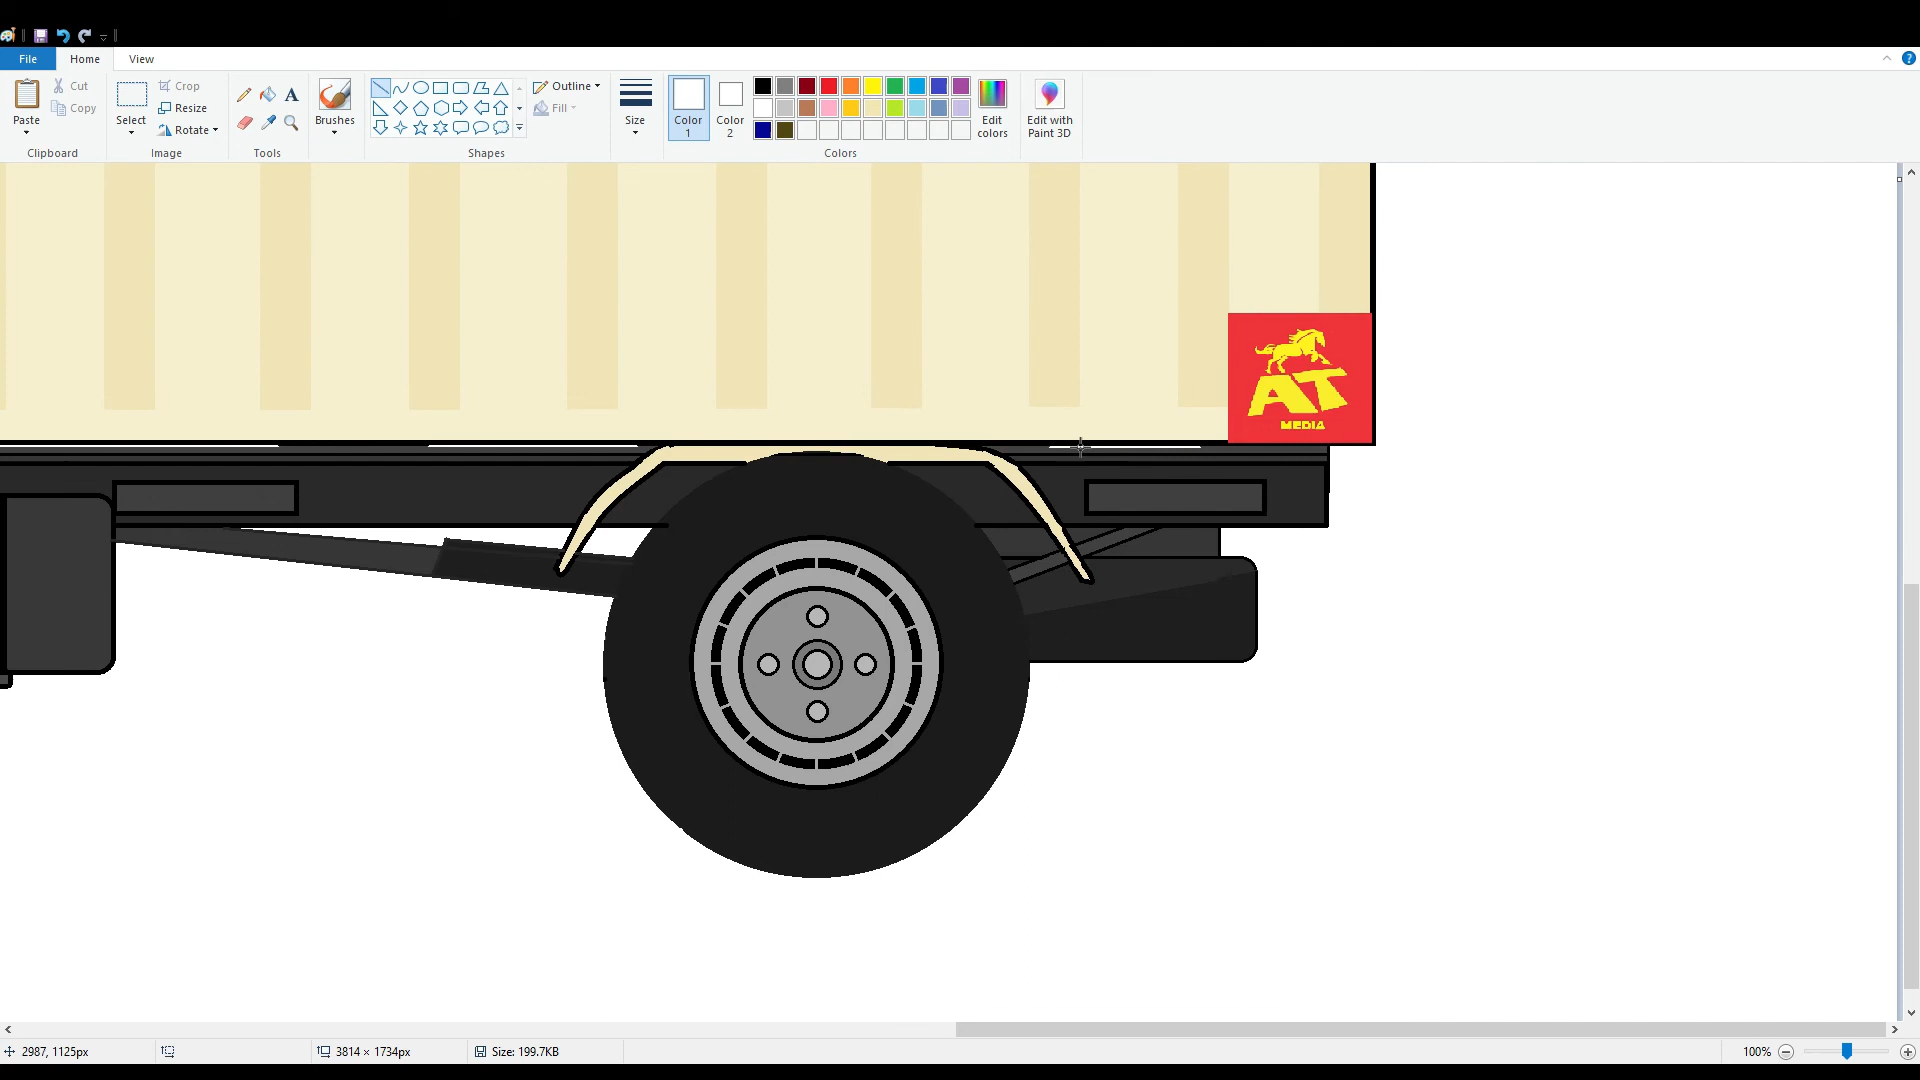 File Home View
Paste Cut Copy Clipboard
Select Crop Resize Rotate Image
A Tools
Brushes
Outline Fill Shapes
Size
Color 1 Color 2 Edit colors Colors
Edit with Paint 3D
AT
MEDIA
2987, 1125px 3814 × 1734px Size: 199.7KB 100%